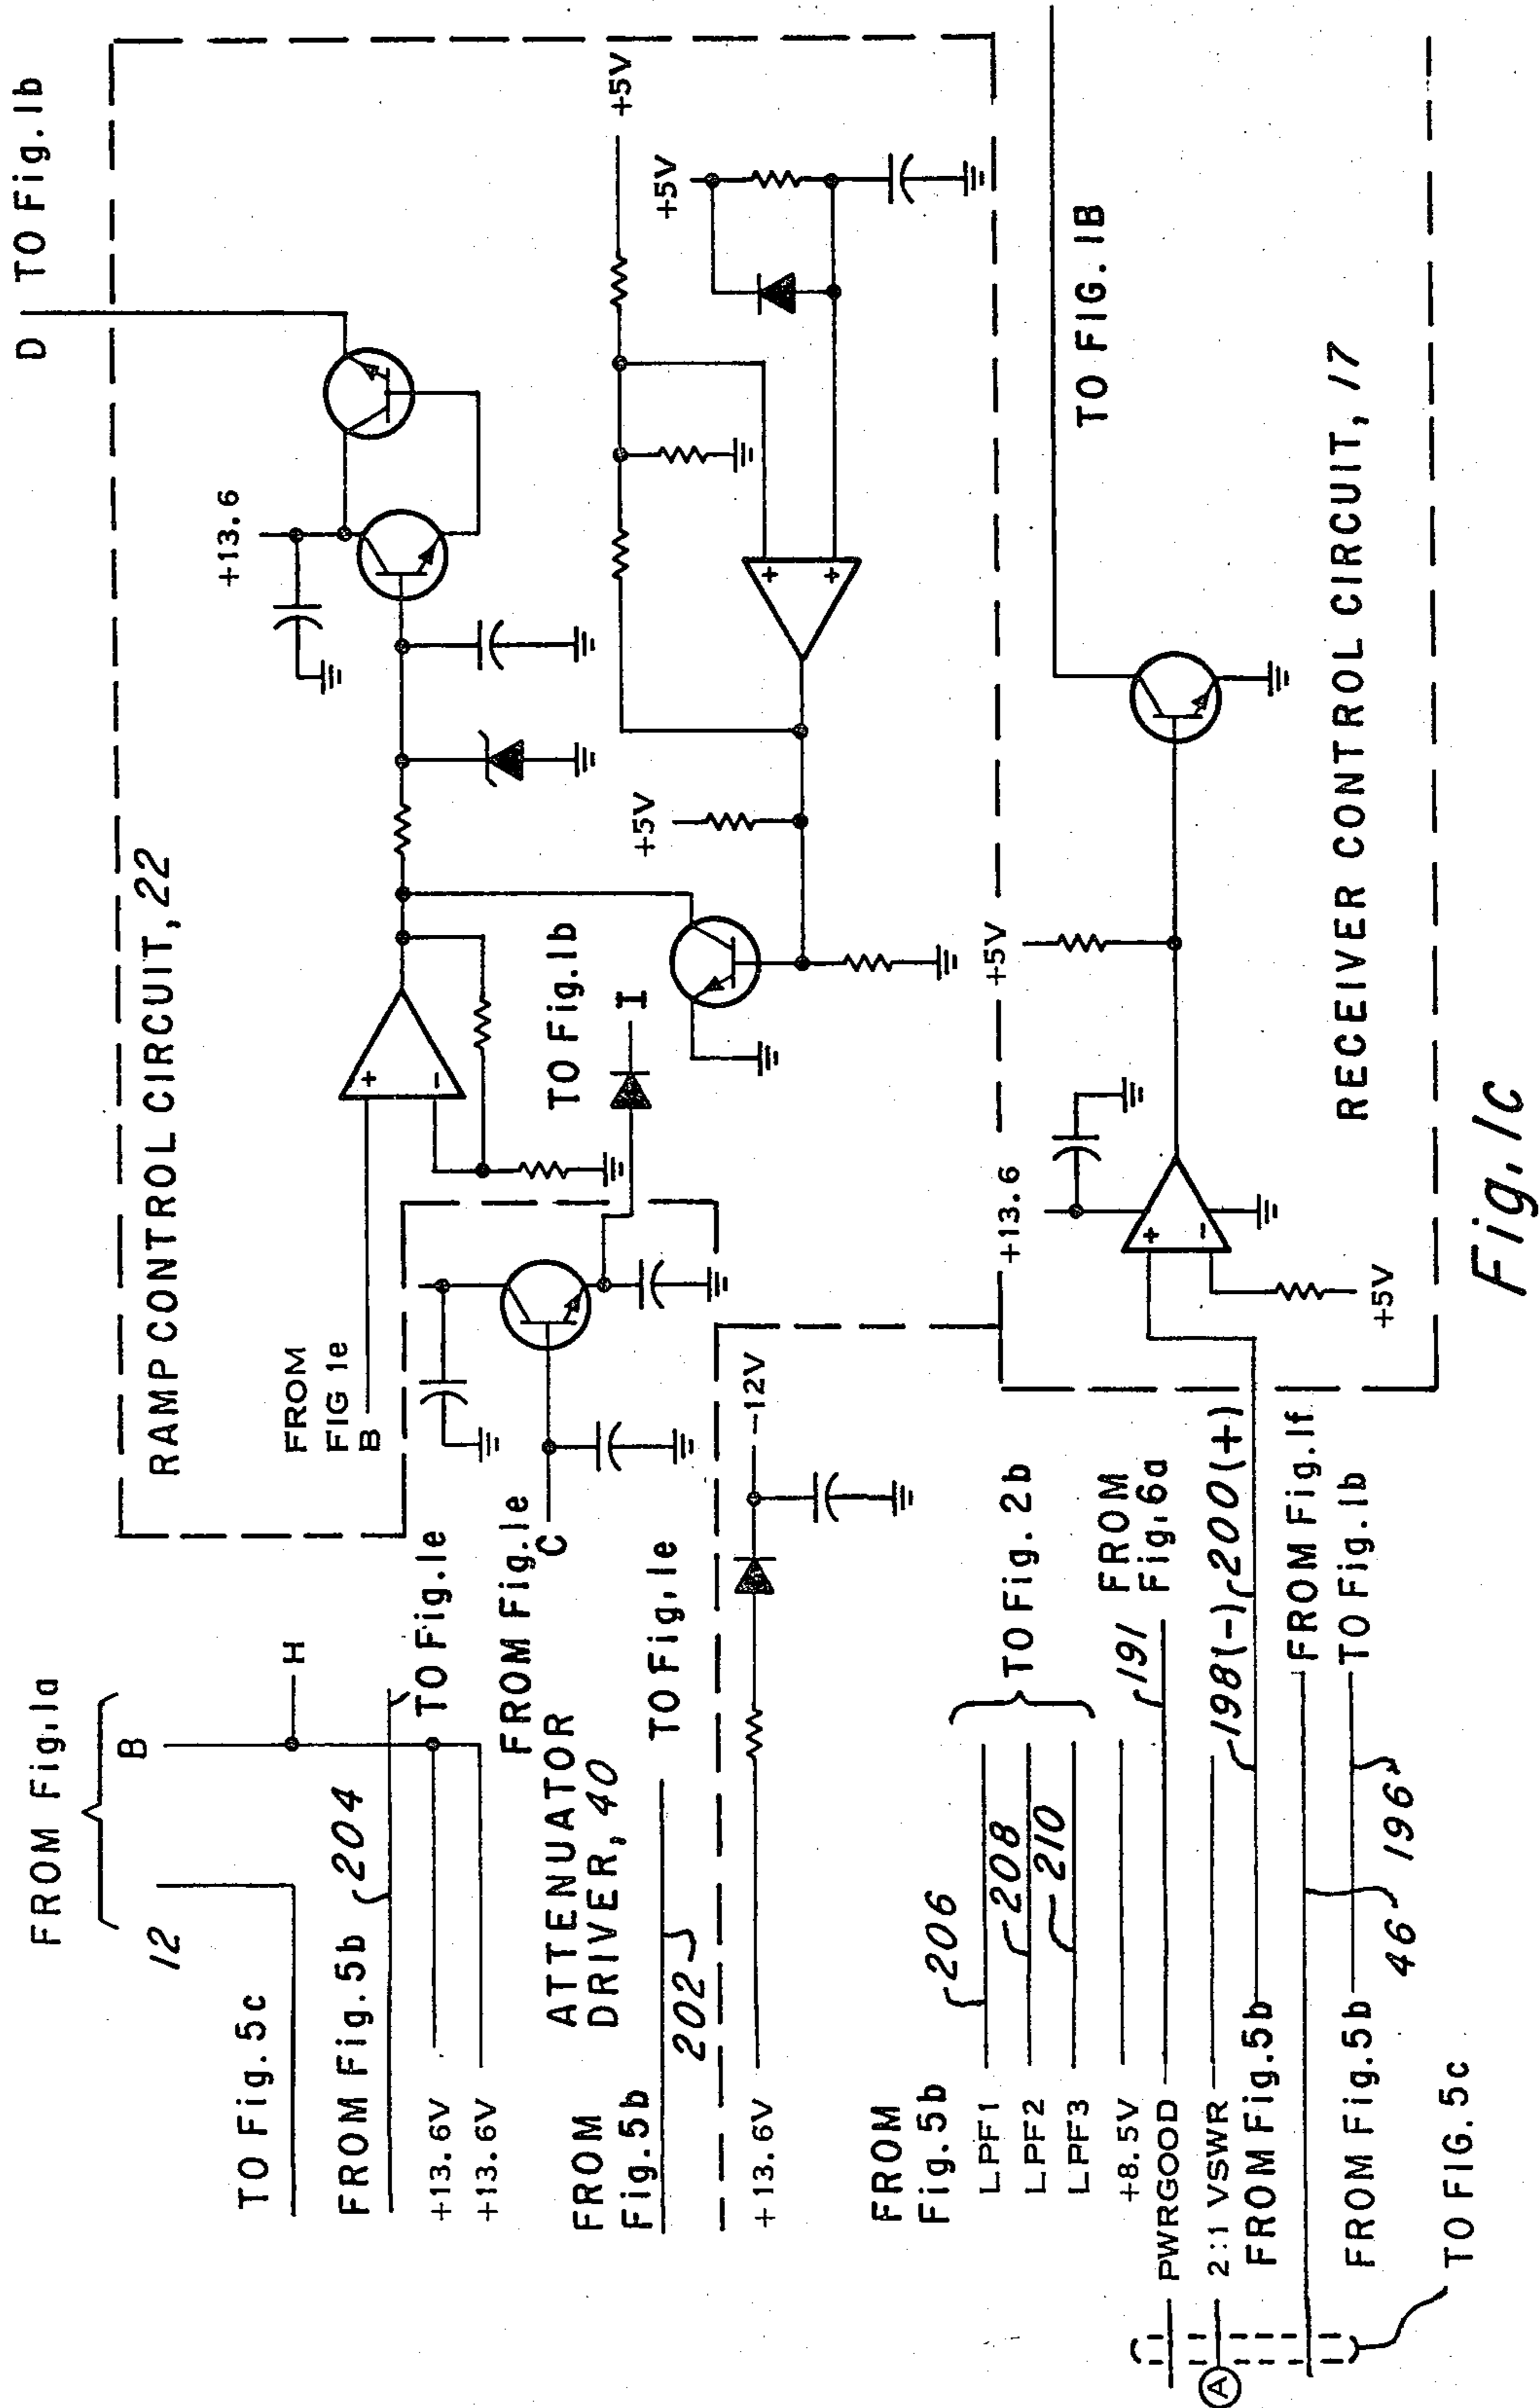 FROM Fig.1a
12
B
H
TO Fig.5c
FROM Fig.5b
204
TO Fig.1e
+13.6V
+13.6V
FROM Fig.1e
C
ATTENUATOR
DRIVER, 40
FROM
Fig.5b
202
TO Fig.1e
+13.6V
-12V
FROM
Fig.5b
206
LPF1
LPF2
208
LPF3
210
TO Fig. 2b
+8.5V
PWRGOOD
191
FROM
Fig.6a
2:1 VSWR
198(-)
200(+)
A
FROM Fig.5b
FROM Fig.1f
FROM Fig.5b
TO Fig.1b
46
196
TO FIG.5c
RAMP CONTROL CIRCUIT, 22
FROM
FIG 1e
B
+
-
TO Fig.1b
I
D TO Fig.1b
+13.6
+5V
+5V
+5V
+
+
+13.6
+5V
+
-
+5V
TO FIG.1B
RECEIVER CONTROL CIRCUIT, 17
Fig.1c